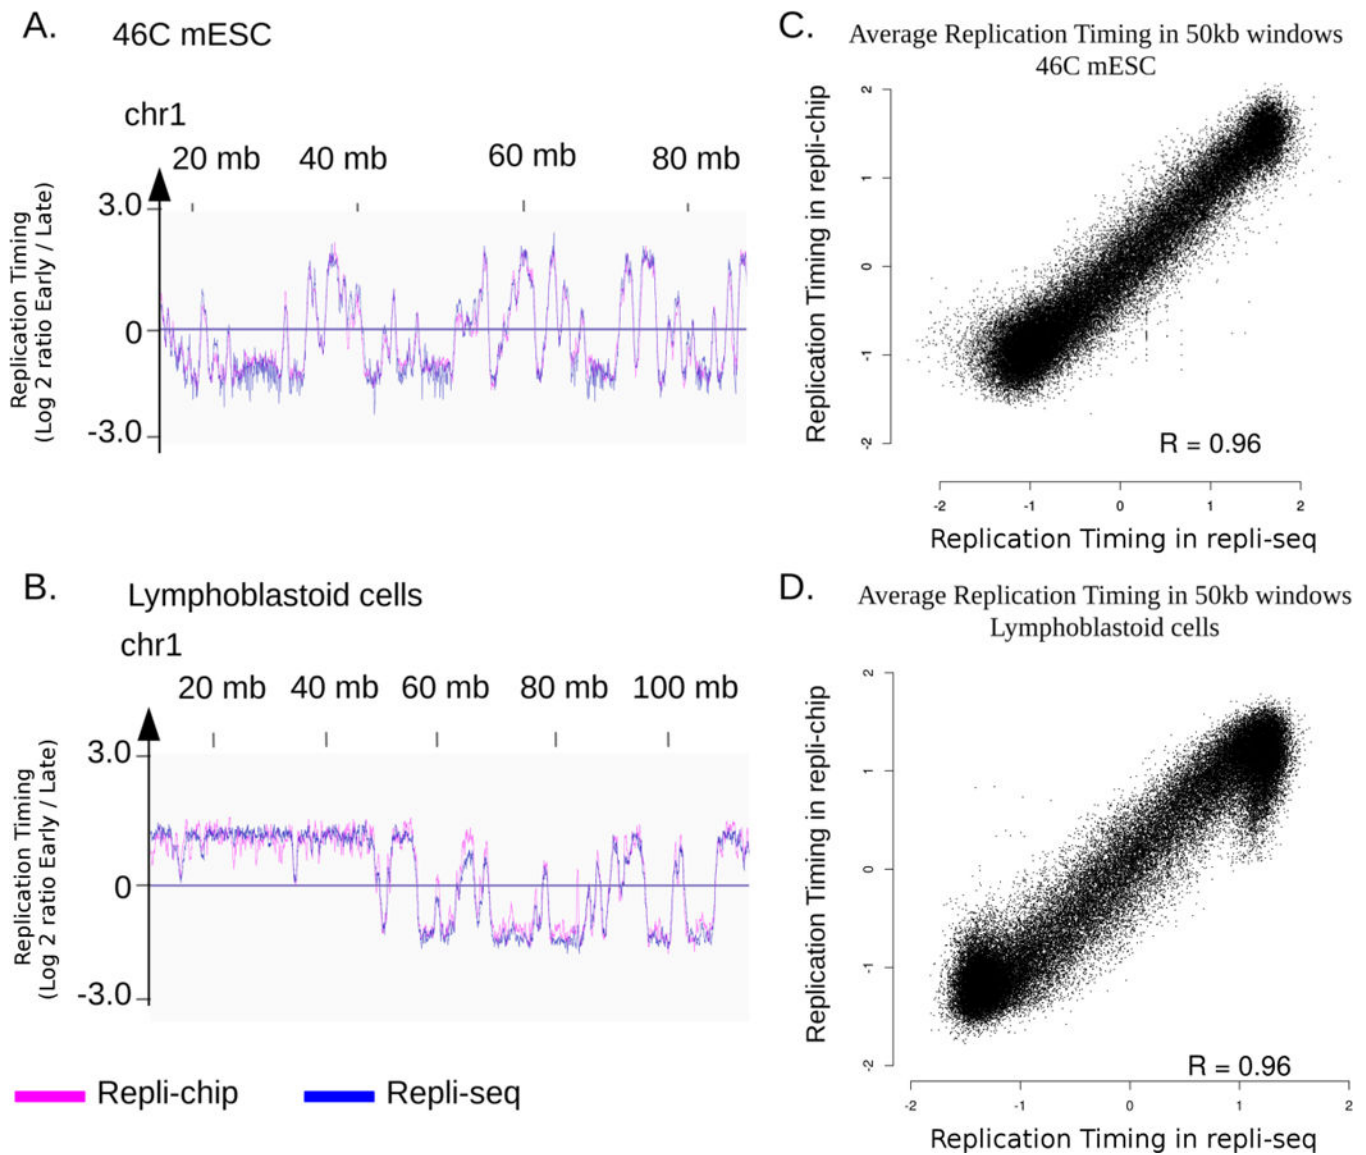 A.
46C mESC
chr1
20 mb 40 mb 60 mb 80 mb
3.0
0
-3.0
Replication Timing
(Log 2 ratio Early / Late)
B.
Lymphoblastoid cells
chr1
20 mb 40 mb 60 mb 80 mb 100 mb
3.0
0
-3.0
Replication Timing
(Log 2 ratio Early / Late)
Repli-chip Repli-seq
C.
Average Replication Timing in 50kb windows
46C mESC
Replication Timing in repli-chip
2
1
0
-1
-2
R = 0.96
-2 -1 0 1 2
Replication Timing in repli-seq
D.
Average Replication Timing in 50kb windows
Lymphoblastoid cells
Replication Timing in repli-chip
2
1
0
-1
-2
R = 0.96
-2 -1 0 1 2
Replication Timing in repli-seq